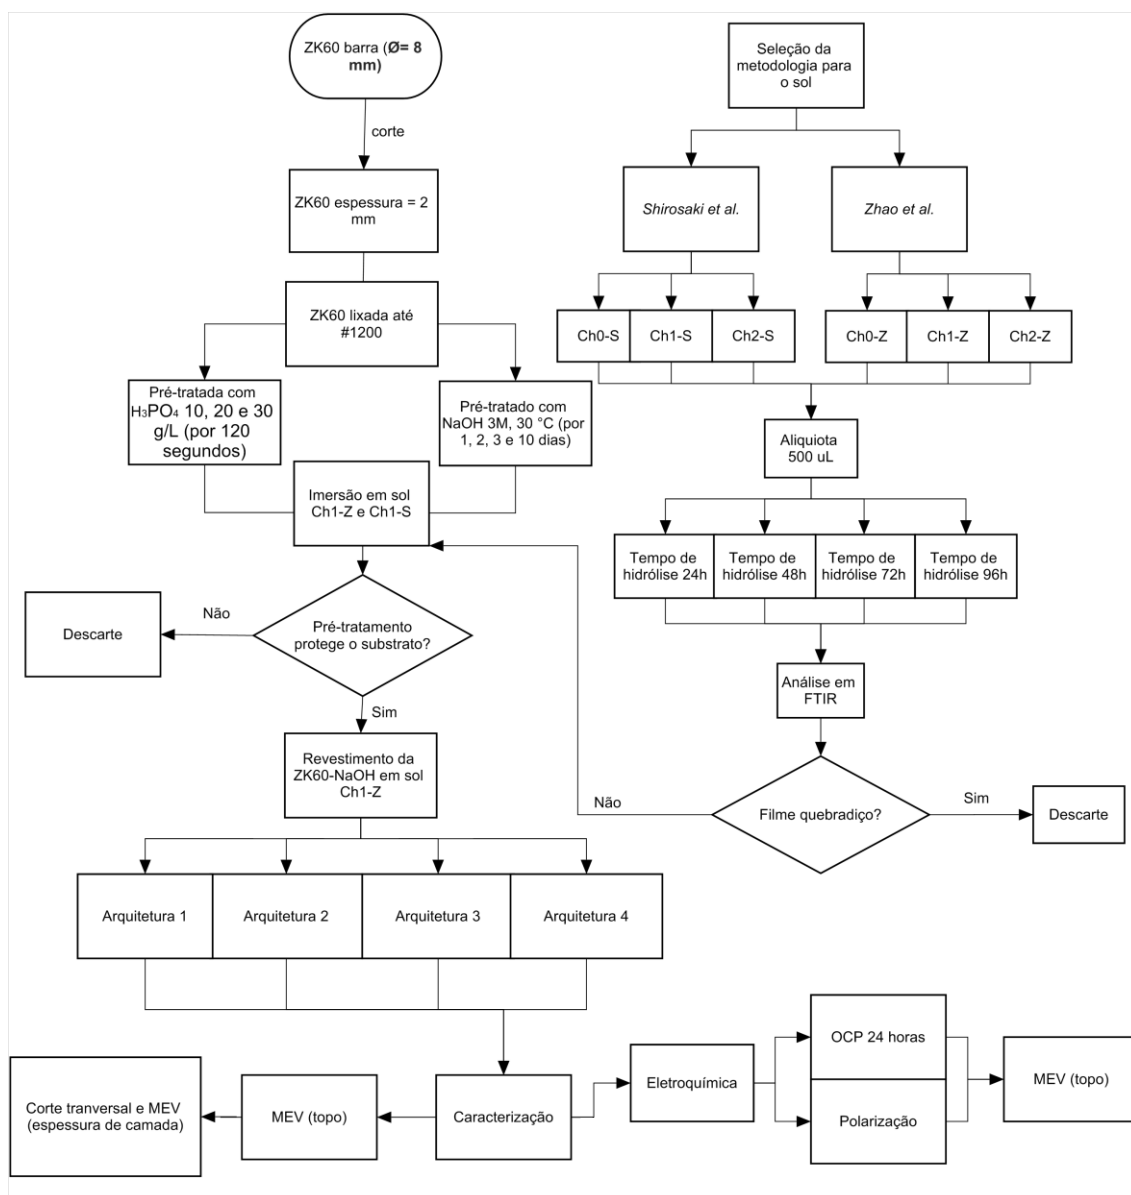 ZK60 barra (Ø= 8
mm)
corte
ZK60 espessura = 2
mm
ZK60 lixada até
#1200
Pré-tratada com
H₃PO₄ 10, 20 e 30
g/L (por 120
segundos)
Pré-tratado com
NaOH 3M, 30 °C (por
1, 2, 3 e 10 dias)
Imersão em sol
Ch1-Z e Ch1-S
Pré-tratamento
protege o substrato?
Não
Descarte
Sim
Revestimento da
ZK60-NaOH em sol
Ch1-Z
Arquitetura 1
Arquitetura 2
Arquitetura 3
Arquitetura 4
Seleção da
metodologia para
o sol
Shirosaki et al.
Zhao et al.
Ch0-S
Ch1-S
Ch2-S
Ch0-Z
Ch1-Z
Ch2-Z
Aliquiota
500 uL
Tempo de
hidrólise 24h
Tempo de
hidrólise 48h
Tempo de
hidrólise 72h
Tempo de
hidrólise 96h
Análise em
FTIR
Filme quebradiço?
Não
Sim
Descarte
Caracterização
MEV (topo)
Corte tranversal e MEV
(espessura de camada)
Eletroquímica
OCP 24 horas
Polarização
MEV (topo)